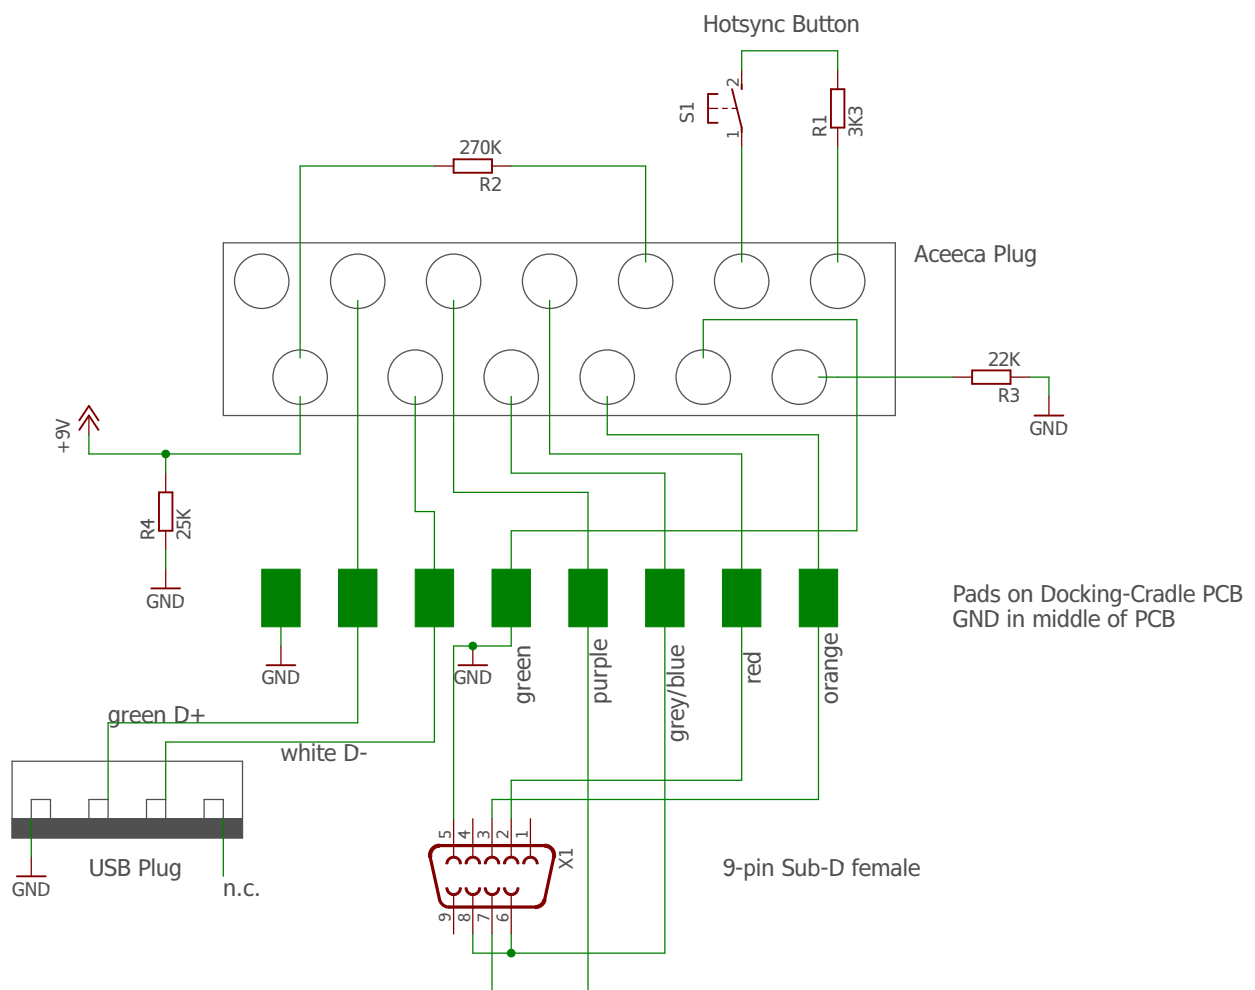 Hotsync Button
S1
2
1
R1
3K3
270K
R2
Aceeca Plug
22K
R3
GND
+9V
R4
25K
GND
Pads on Docking-Cradle PCB
GND in middle of PCB
GND
GND
green
purple
grey/blue
red
orange
green D+
white D-
USB Plug
GND
n.c.
5
4
3
2
1
X1
9
8
7
6
9-pin Sub-D female